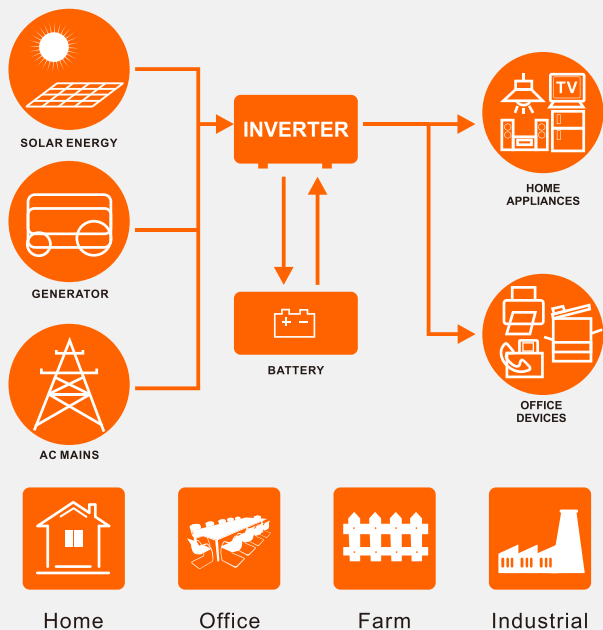 SOLAR ENERGY
GENERATOR
AC MAINS
INVERTER
+ −
BATTERY
TV
HOME
APPLIANCES
OFFICE
DEVICES
Home
Office
Farm
Industrial